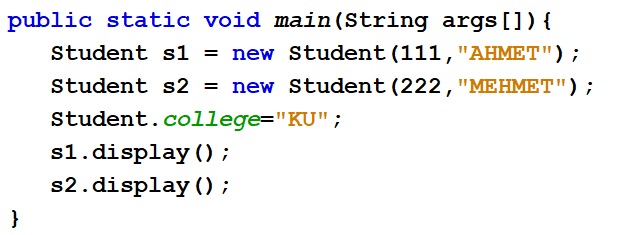 public static void main(String args[]){
Student s1 = new Student(111,"AHMET");
Student s2 = new Student(222,"MEHMET");
Student.college="KU";
s1.display();
s2.display();
}